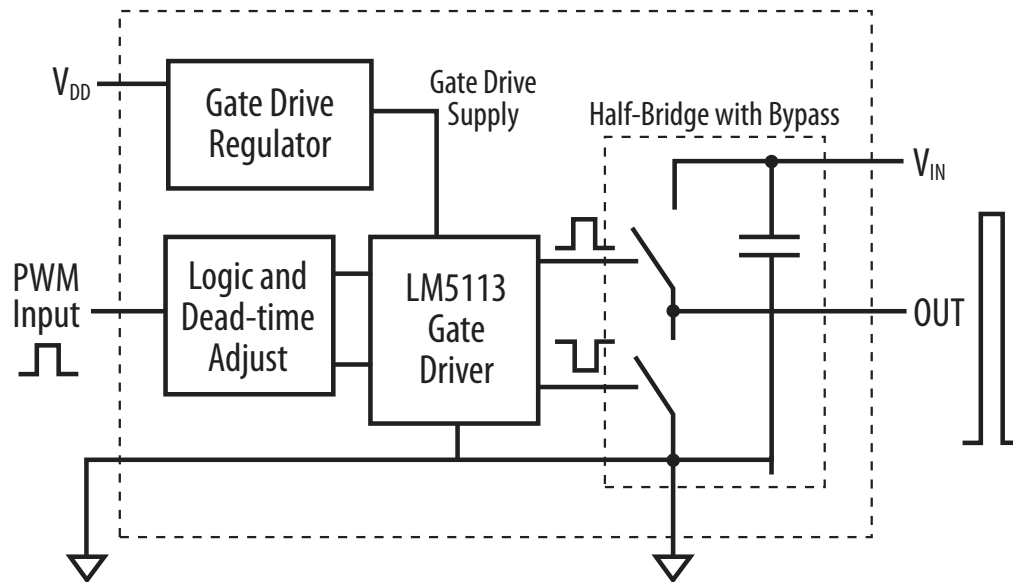 V_DD
Gate Drive
Regulator
Gate Drive
Supply
Half-Bridge with Bypass
V_IN
PWM
Input
Logic and
Dead-time
Adjust
LM5113
Gate
Driver
OUT